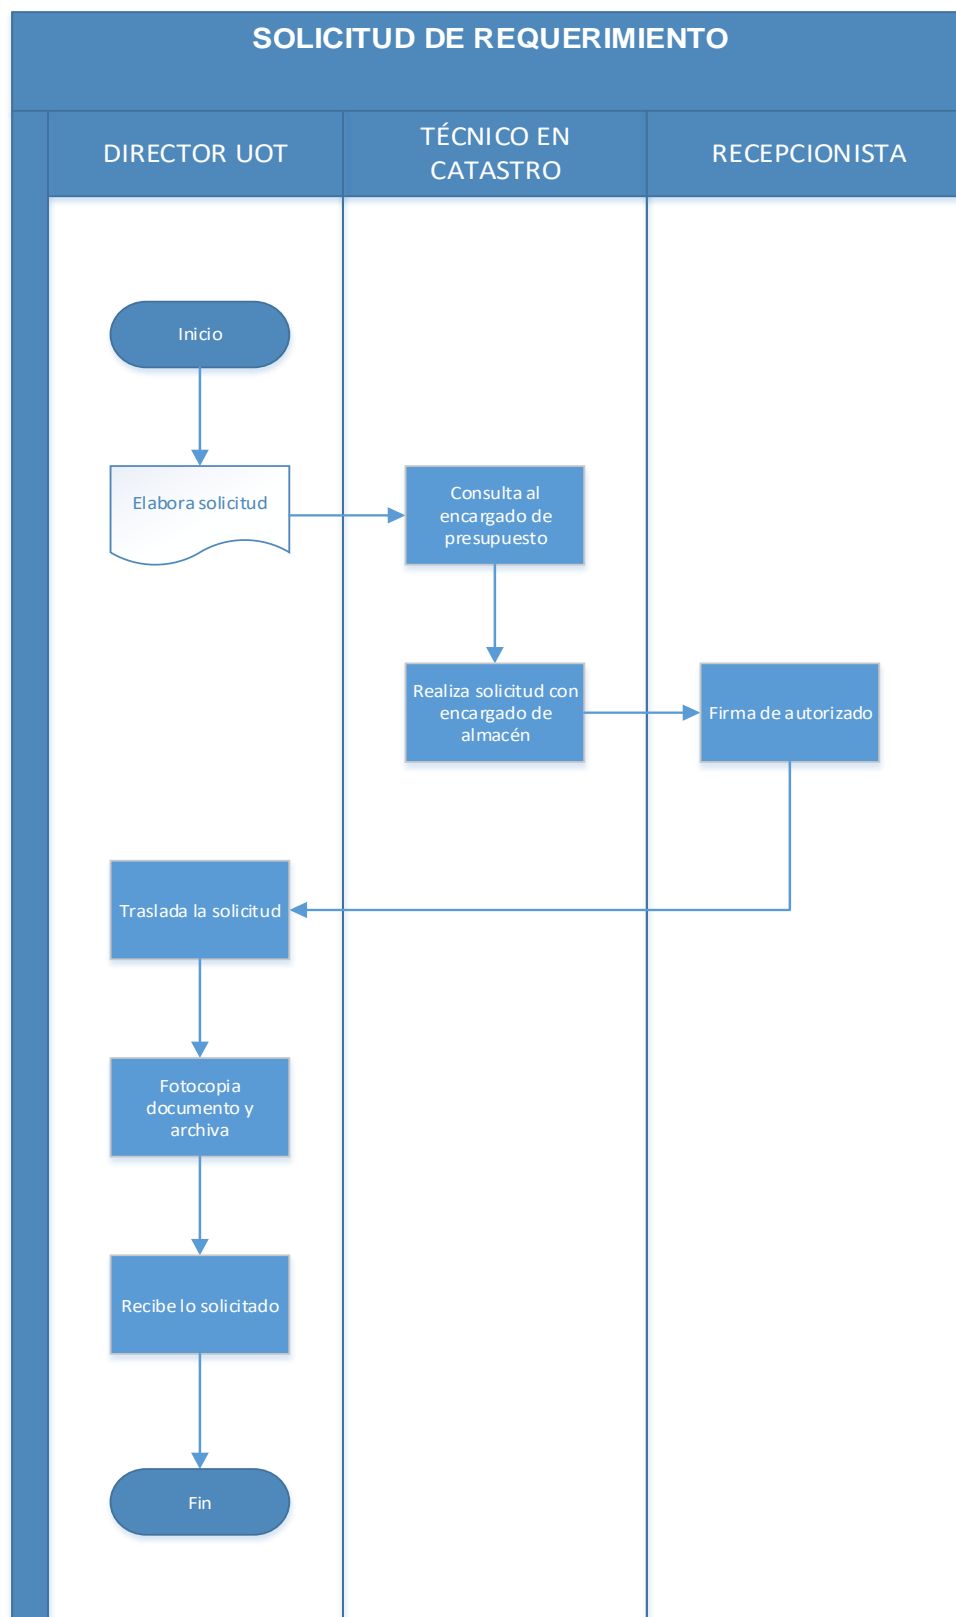 SOLICITUD DE REQUERIMIENTO
DIRECTOR UOT
TÉCNICO EN
CATASTRO
RECEPCIONISTA
Inicio
Elabora solicitud
Consulta al
encargado de
presupuesto
Realiza solicitud con
encargado de
almacén
Firma de autorizado
Traslada la solicitud
Fotocopia
documento y
archiva
Recibe lo solicitado
Fin